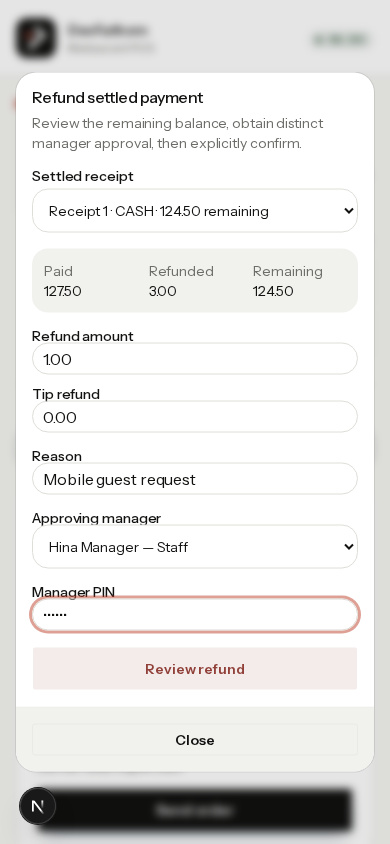 Refund settled payment
Review the remaining balance, obtain distinct
manager approval, then explicitly confirm.
Settled receipt
Receipt 1 · CASH · 124.50 remaining
Paid Refunded Remaining
127.50 3.00 124.50
Refund amount
1.00
Tip refund
0.00
Reason
Mobile guest request
Approving manager
Hina Manager — Staff
Manager PIN
••••••
Review refund
Close
N
Send order